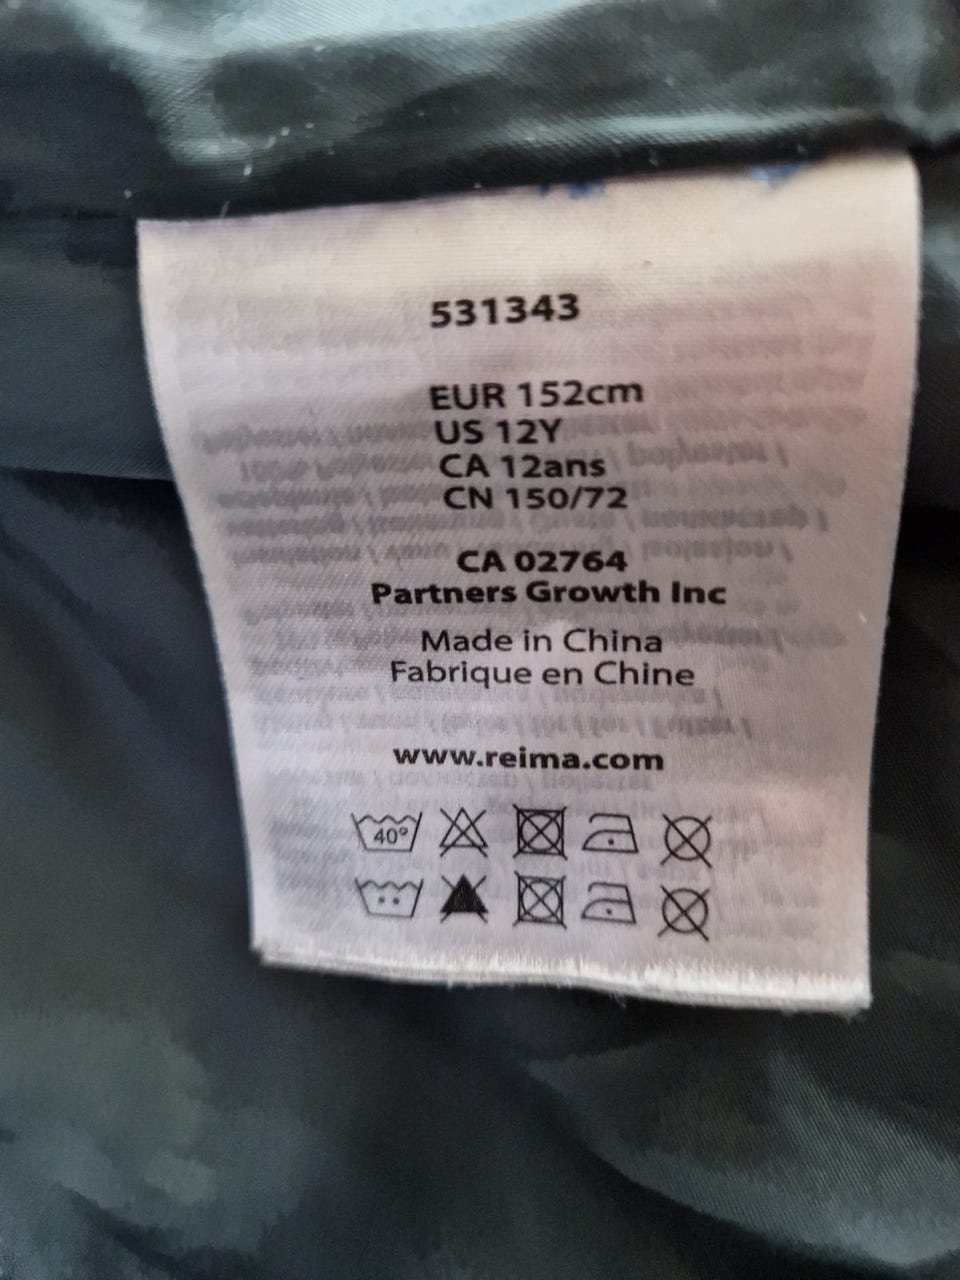 531343
EUR 152cm
US 12Y
CA 12ans
CN 150/72
CA 02764
Partners Growth Inc
Made in China
Fabrique en Chine
www.reima.com
40°